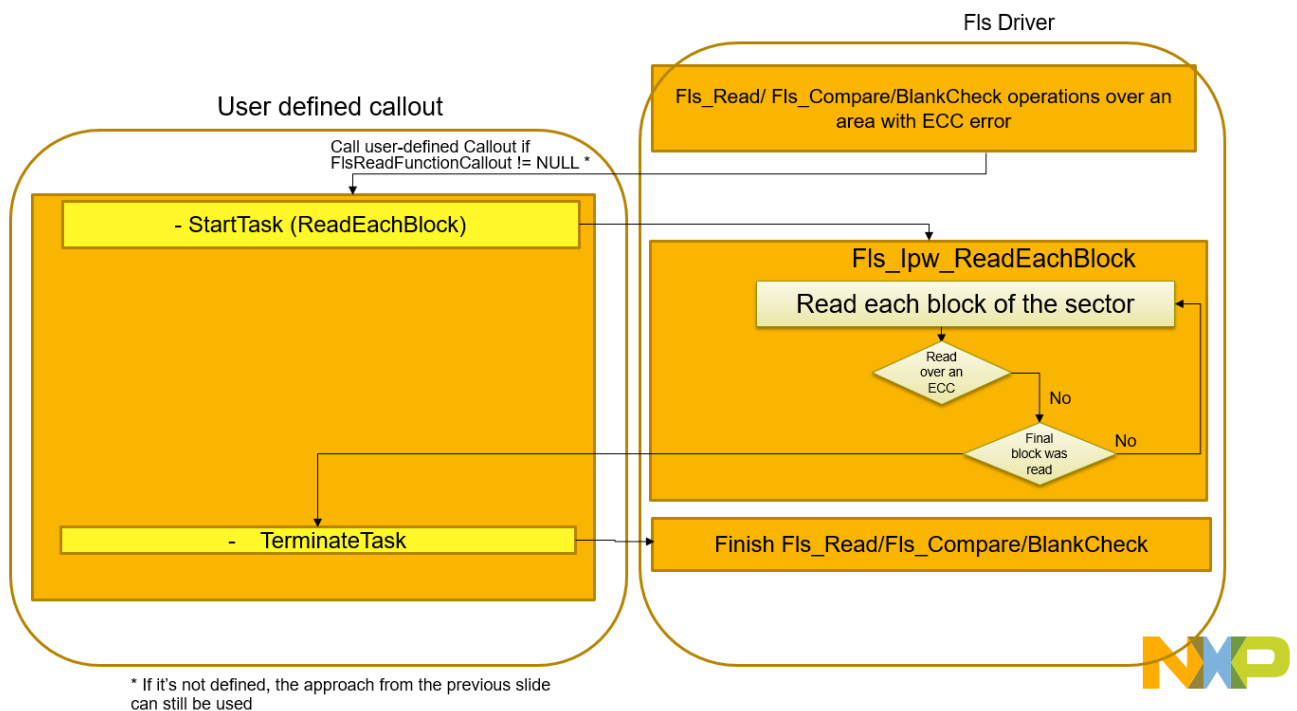 Fls Driver
Fls_Read/ Fls_Compare/BlankCheck operations over an
area with ECC error
User defined callout
Call user-defined Callout if
FlsReadFunctionCallout != NULL *
- StartTask (ReadEachBlock)
Fls_Ipw_ReadEachBlock
Read each block of the sector
Read
over an
ECC
No
Final
block was
read
No
- TerminateTask
Finish Fls_Read/Fls_Compare/BlankCheck
NXP
* If it's not defined, the approach from the previous slide
can still be used